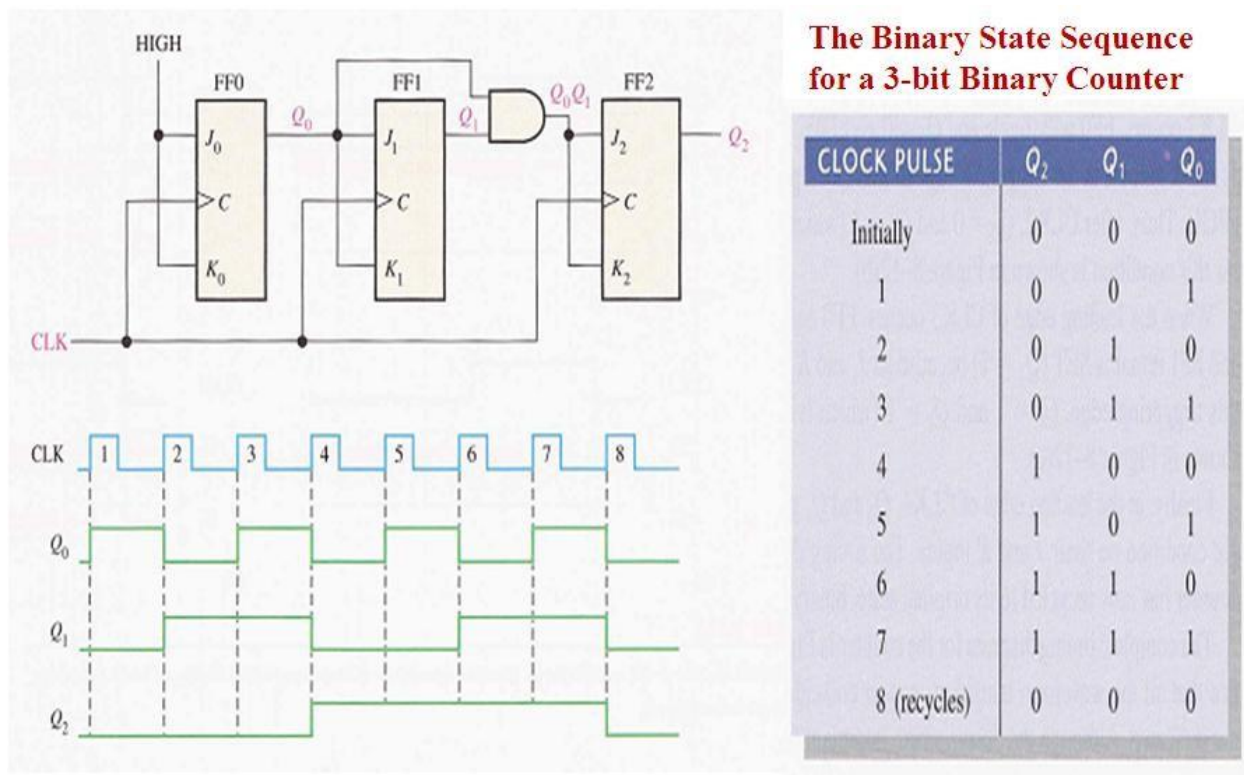 The Binary State Sequence
for a 3-bit Binary Counter
HIGH
FF0
FF1
FF2
Q₀
Q₁
Q₀Q₁
Q₂
J₀
J₁
J₂
C
C
C
K₀
K₁
K₂
CLK
CLK 1 2 3 4 5 6 7 8
Q₀
Q₁
Q₂
CLOCK PULSE Q₂ Q₁ Q₀
Initially 0 0 0
1 0 0 1
2 0 1 0
3 0 1 1
4 1 0 0
5 1 0 1
6 1 1 0
7 1 1 1
8 (recycles) 0 0 0